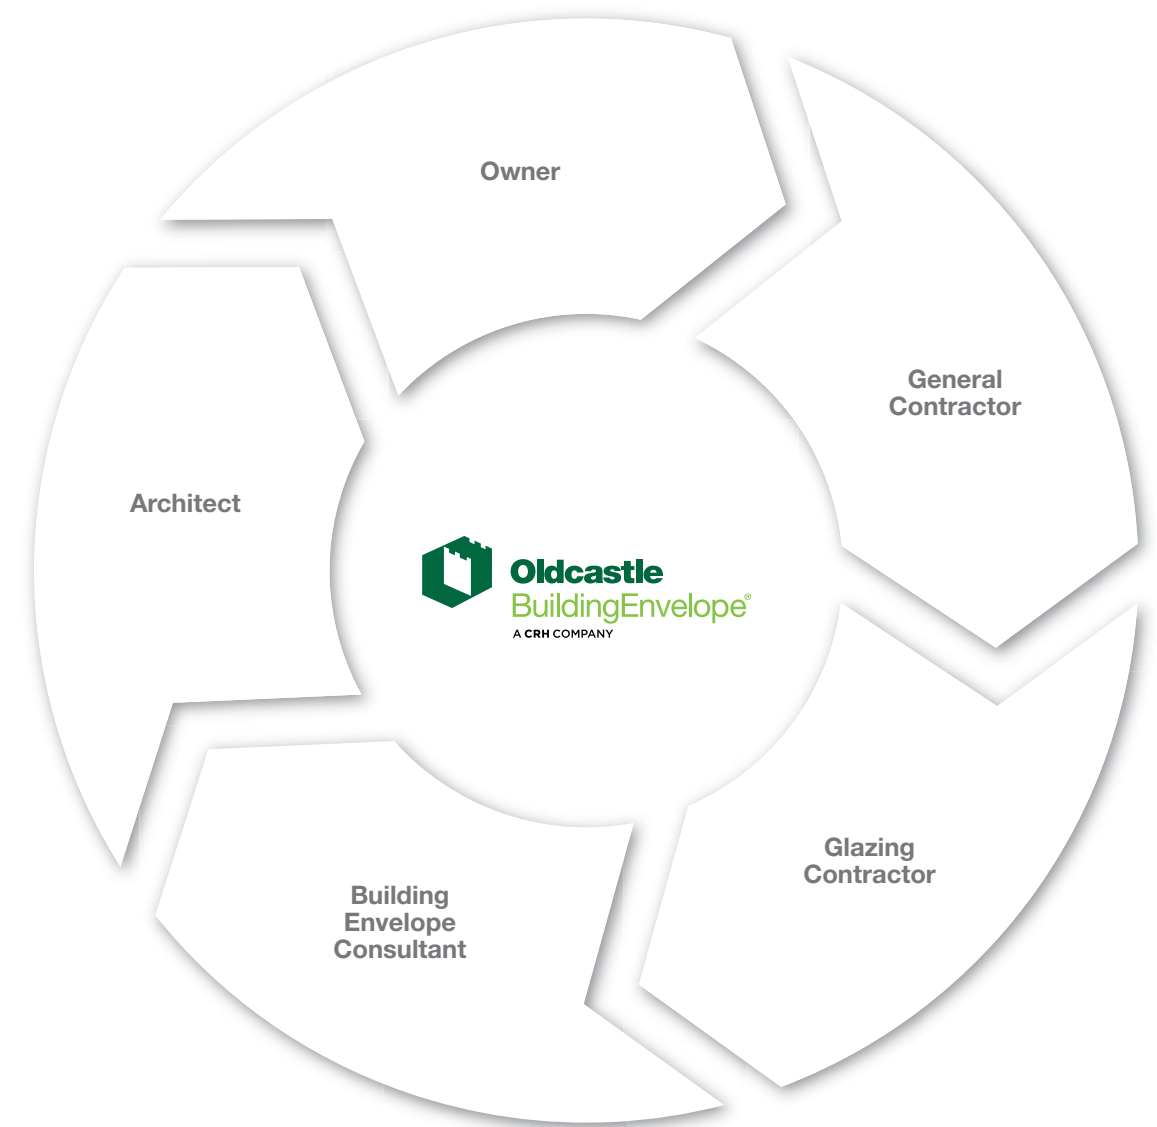 Owner
General
Contractor
Architect
Oldcastle
BuildingEnvelope®
A CRH COMPANY
Glazing
Contractor
Building
Envelope
Consultant